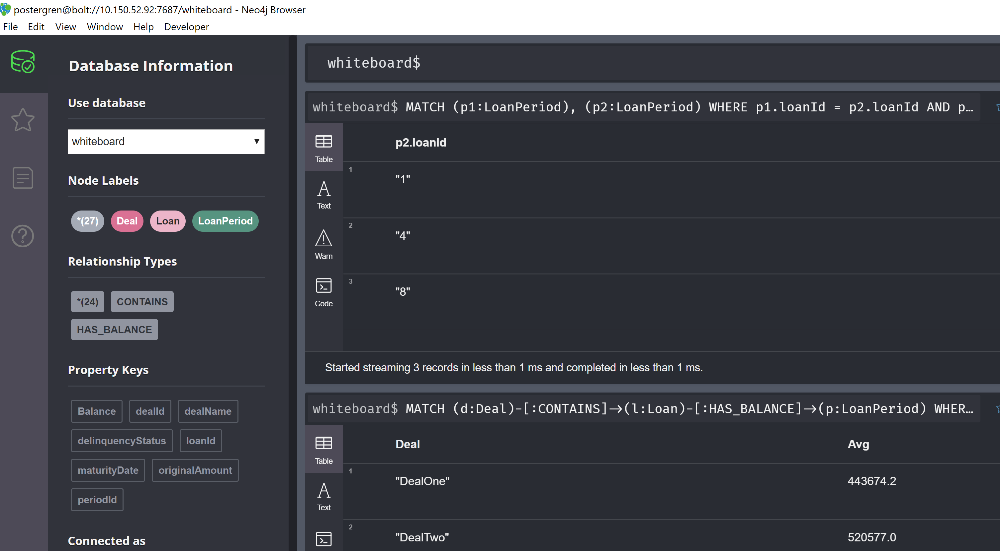 postergren@bolt://10.150.52.92:7687/whiteboard - Neo4j Browser
File Edit View Window Help Developer
Database Information
Use database
whiteboard
Node Labels
*(27) Deal Loan LoanPeriod
Relationship Types
*(24) CONTAINS
HAS_BALANCE
Property Keys
Balance dealId dealName
delinquencyStatus loanId
maturityDate originalAmount
periodId
Connected as
whiteboard$
whiteboard$ MATCH (p1:LoanPeriod), (p2:LoanPeriod) WHERE p1.loanId = p2.loanId AND p…
Table
Text
Warn
Code
p2.loanId
1 "1"
2 "4"
3 "8"
Started streaming 3 records in less than 1 ms and completed in less than 1 ms.
whiteboard$ MATCH (d:Deal)-[:CONTAINS]→(l:Loan)-[:HAS_BALANCE]→(p:LoanPeriod) WHER…
Table
Text
Deal Avg
1 "DealOne" 443674.2
2 "DealTwo" 520577.0